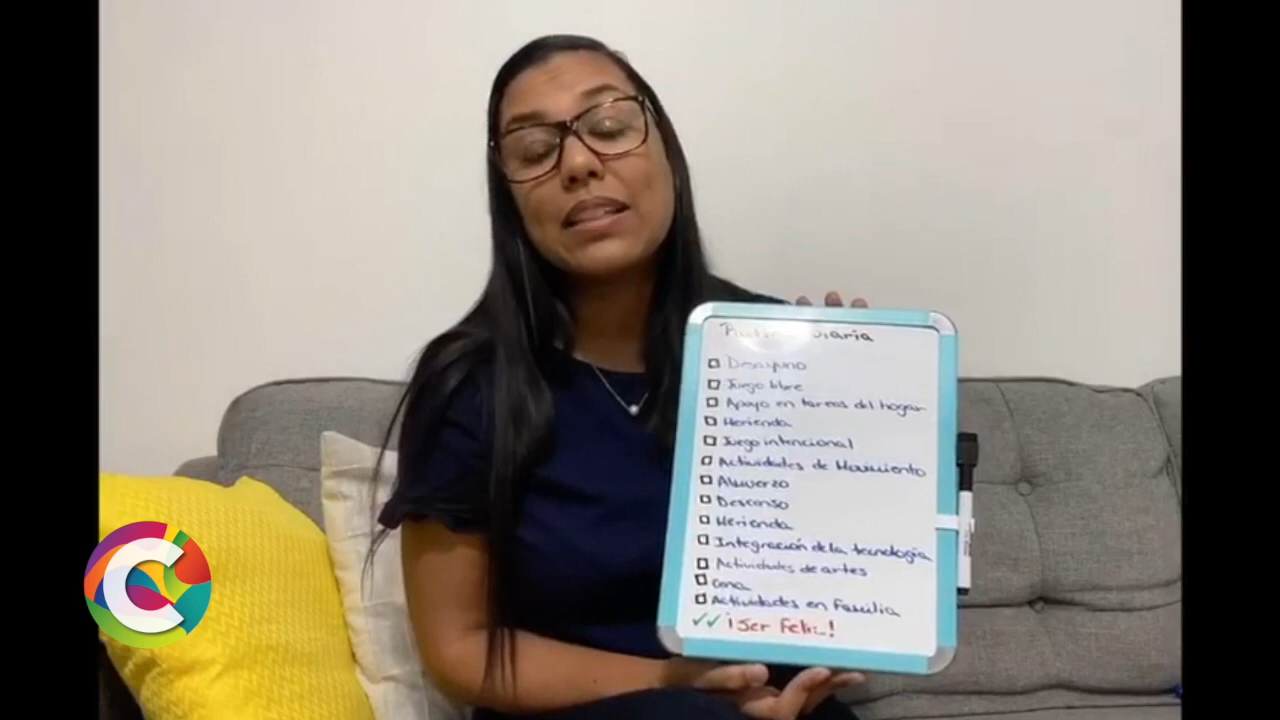 Rutina Diaria
Desayuno
Juego libre
Apoyo en tareas del hogar
Merienda
Juego intencional
Actividades de Movimiento
Almuerzo
Descanso
Merienda
Integración de la tecnología
Actividades de artes
Cena
Actividades en Familia
¡Ser Feliz!
C